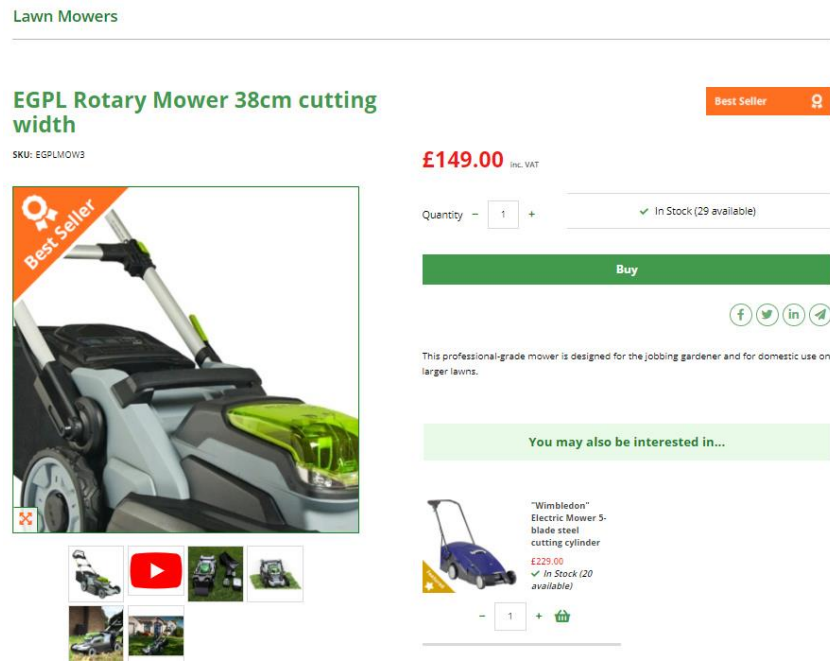 Lawn Mowers
EGPL Rotary Mower 38cm cutting
width
SKU: EGPLMOW3
Best Seller
Best Seller
£149.00 inc. VAT
Quantity − 1 +
In Stock (29 available)
Buy
This professional-grade mower is designed for the jobbing gardener and for domestic use on
larger lawns.
You may also be interested in...
"Wimbledon"
Electric Mower 5-
blade steel
cutting cylinder
£229.00
In Stock (20
available)
− 1 +